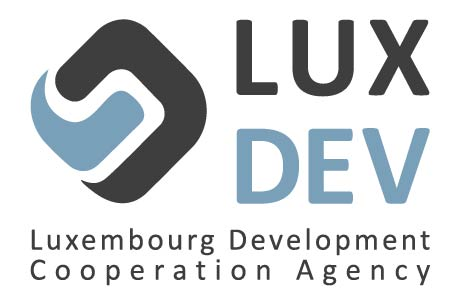 LUX
DEV
Luxembourg Development
Cooperation Agency